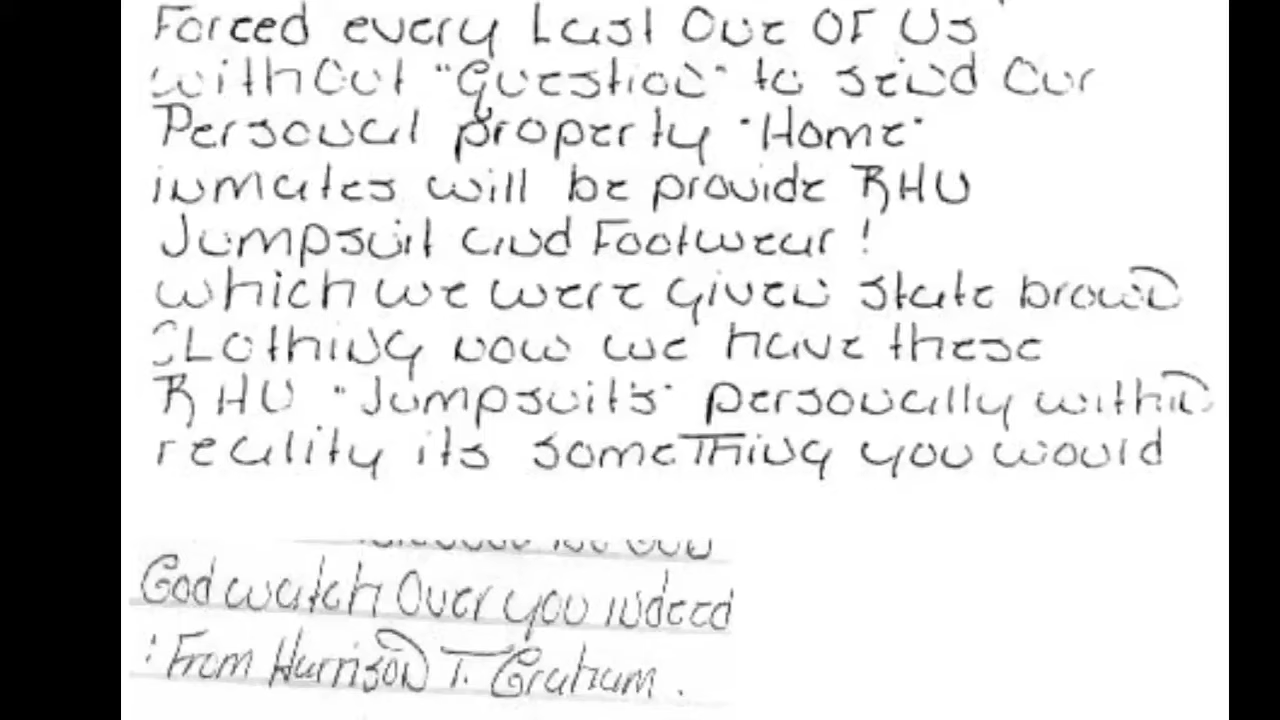 Forced every Last One OF Us
without "Question" to send Our
Personal property "Home"
inmates will be provide RHU
Jumpsuit and Footwear !
which we were given state brown
CLothing now we have these
RHU "Jumpsuits" personally within
reality its someThing you would
God watch Over you indeed
: From Harrison T. Graham .